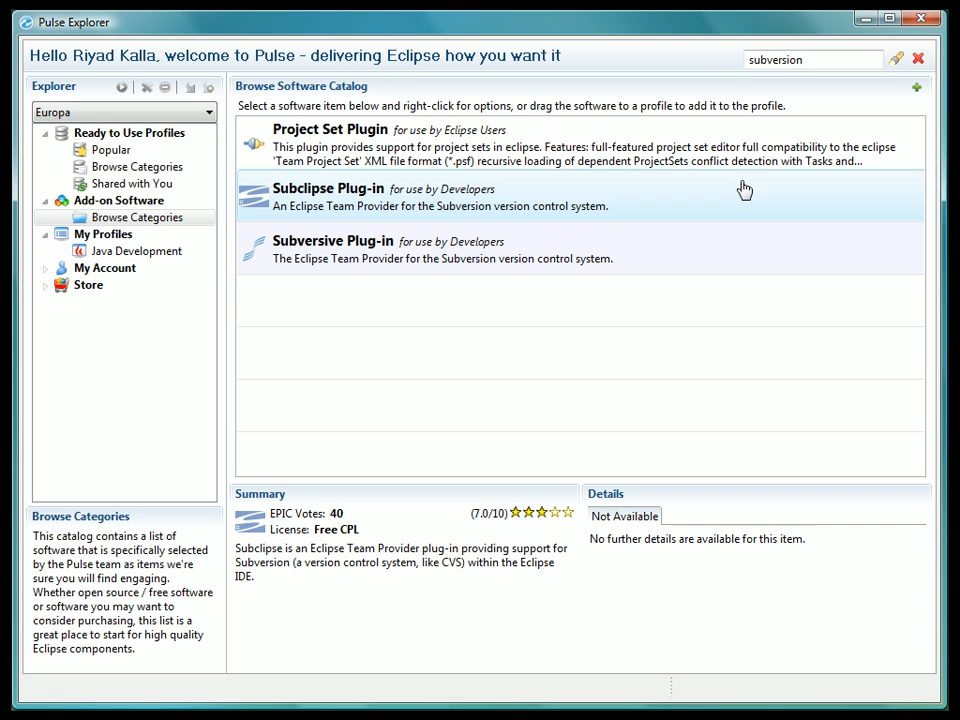 Pulse Explorer
Hello Riyad Kalla, welcome to Pulse - delivering Eclipse how you want it
subversion
Explorer
Europa
Ready to Use Profiles
Popular
Browse Categories
Shared with You
Add-on Software
Browse Categories
My Profiles
Java Development
My Account
Store
Browse Categories
This catalog contains a list of
software that is specifically selected
by the Pulse team as items we're
sure you will find engaging.
Whether open source / free software
or software you may want to
consider purchasing, this list is a
great place to start for high quality
Eclipse components.
Browse Software Catalog
Select a software item below and right-click for options, or drag the software to a profile to add it to the profile.
Project Set Plugin for use by Eclipse Users
This plugin provides support for project sets in eclipse. Features: full-featured project set editor full compatibility to the eclipse
'Team Project Set' XML file format (*.psf) recursive loading of dependent ProjectSets conflict detection with Tasks and...
Subclipse Plug-in for use by Developers
An Eclipse Team Provider for the Subversion version control system.
Subversive Plug-in for use by Developers
The Eclipse Team Provider for the Subversion version control system.
Summary
EPIC Votes: 40 (7.0/10)
License: Free CPL
Subclipse is an Eclipse Team Provider plug-in providing support for
Subversion (a version control system, like CVS) within the Eclipse
IDE.
Details
Not Available
No further details are available for this item.